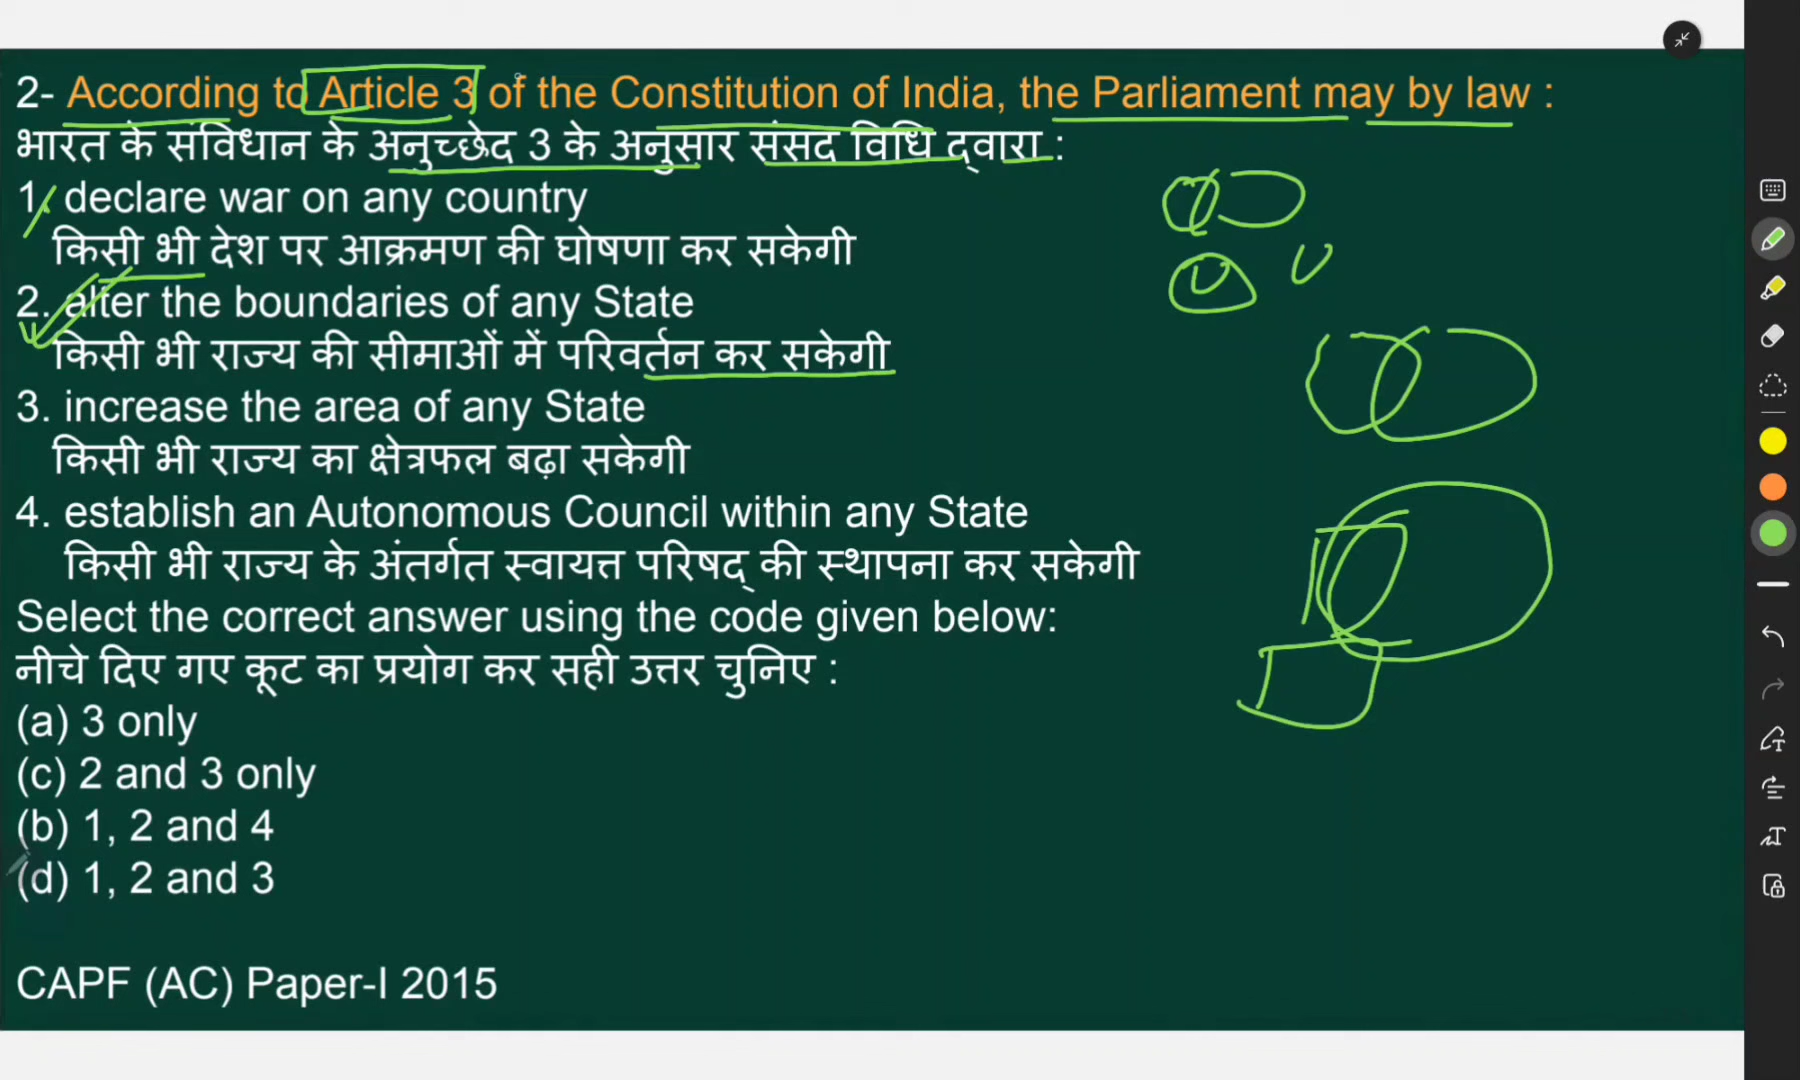 2- According to Article 3 of the Constitution of India, the Parliament may by law :
भारत के संविधान के अनुच्छेद 3 के अनुसार संसद विधि द्वारा :
1. declare war on any country
किसी भी देश पर आक्रमण की घोषणा कर सकेगी
2. alter the boundaries of any State
किसी भी राज्य की सीमाओं में परिवर्तन कर सकेगी
3. increase the area of any State
किसी भी राज्य का क्षेत्रफल बढ़ा सकेगी
4. establish an Autonomous Council within any State
किसी भी राज्य के अंतर्गत स्वायत्त परिषद् की स्थापना कर सकेगी
Select the correct answer using the code given below:
नीचे दिए गए कूट का प्रयोग कर सही उत्तर चुनिए :
(a) 3 only
(c) 2 and 3 only
(b) 1, 2 and 4
(d) 1, 2 and 3
CAPF (AC) Paper-I 2015